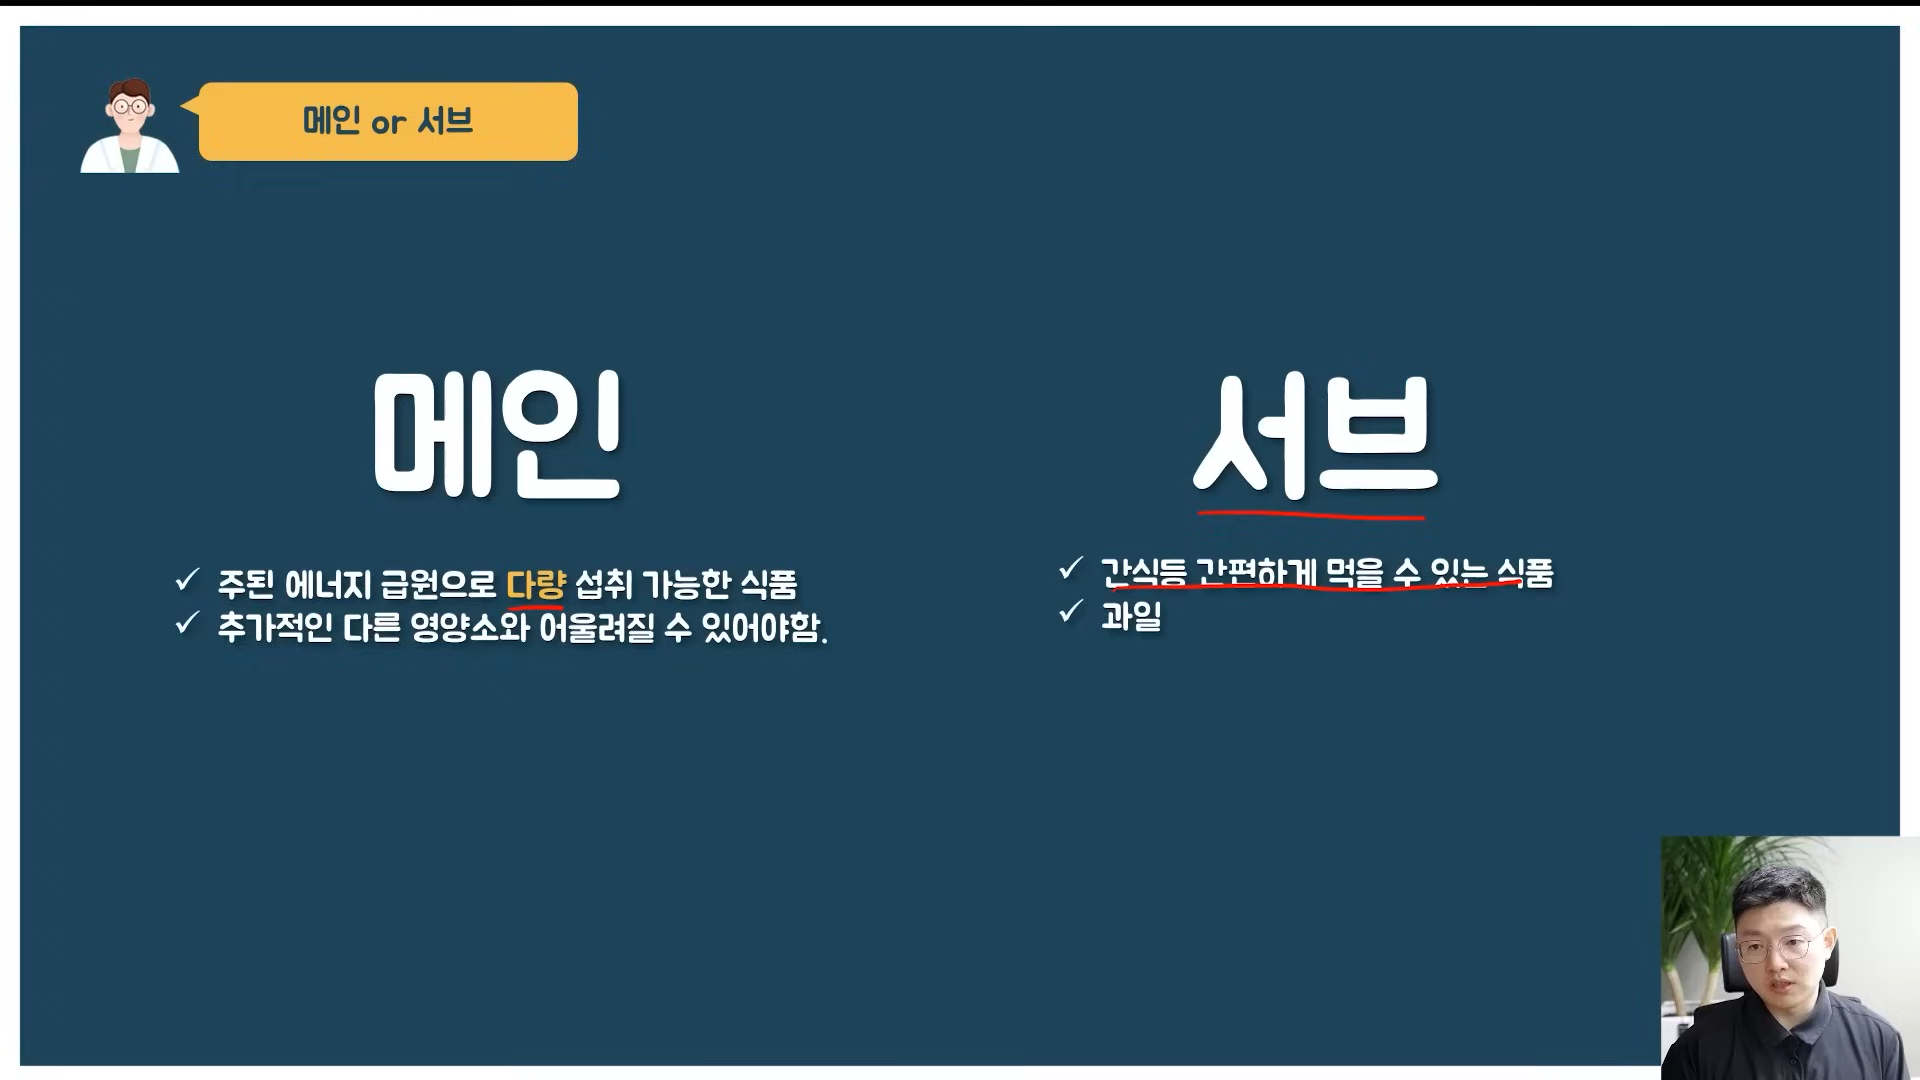 메인 or 서브
메인
주된 에너지 급원으로 다량 섭취 가능한 식품
추가적인 다른 영양소와 어울려질 수 있어야함.
서브
간식등 간편하게 먹을 수 있는 식품
과일